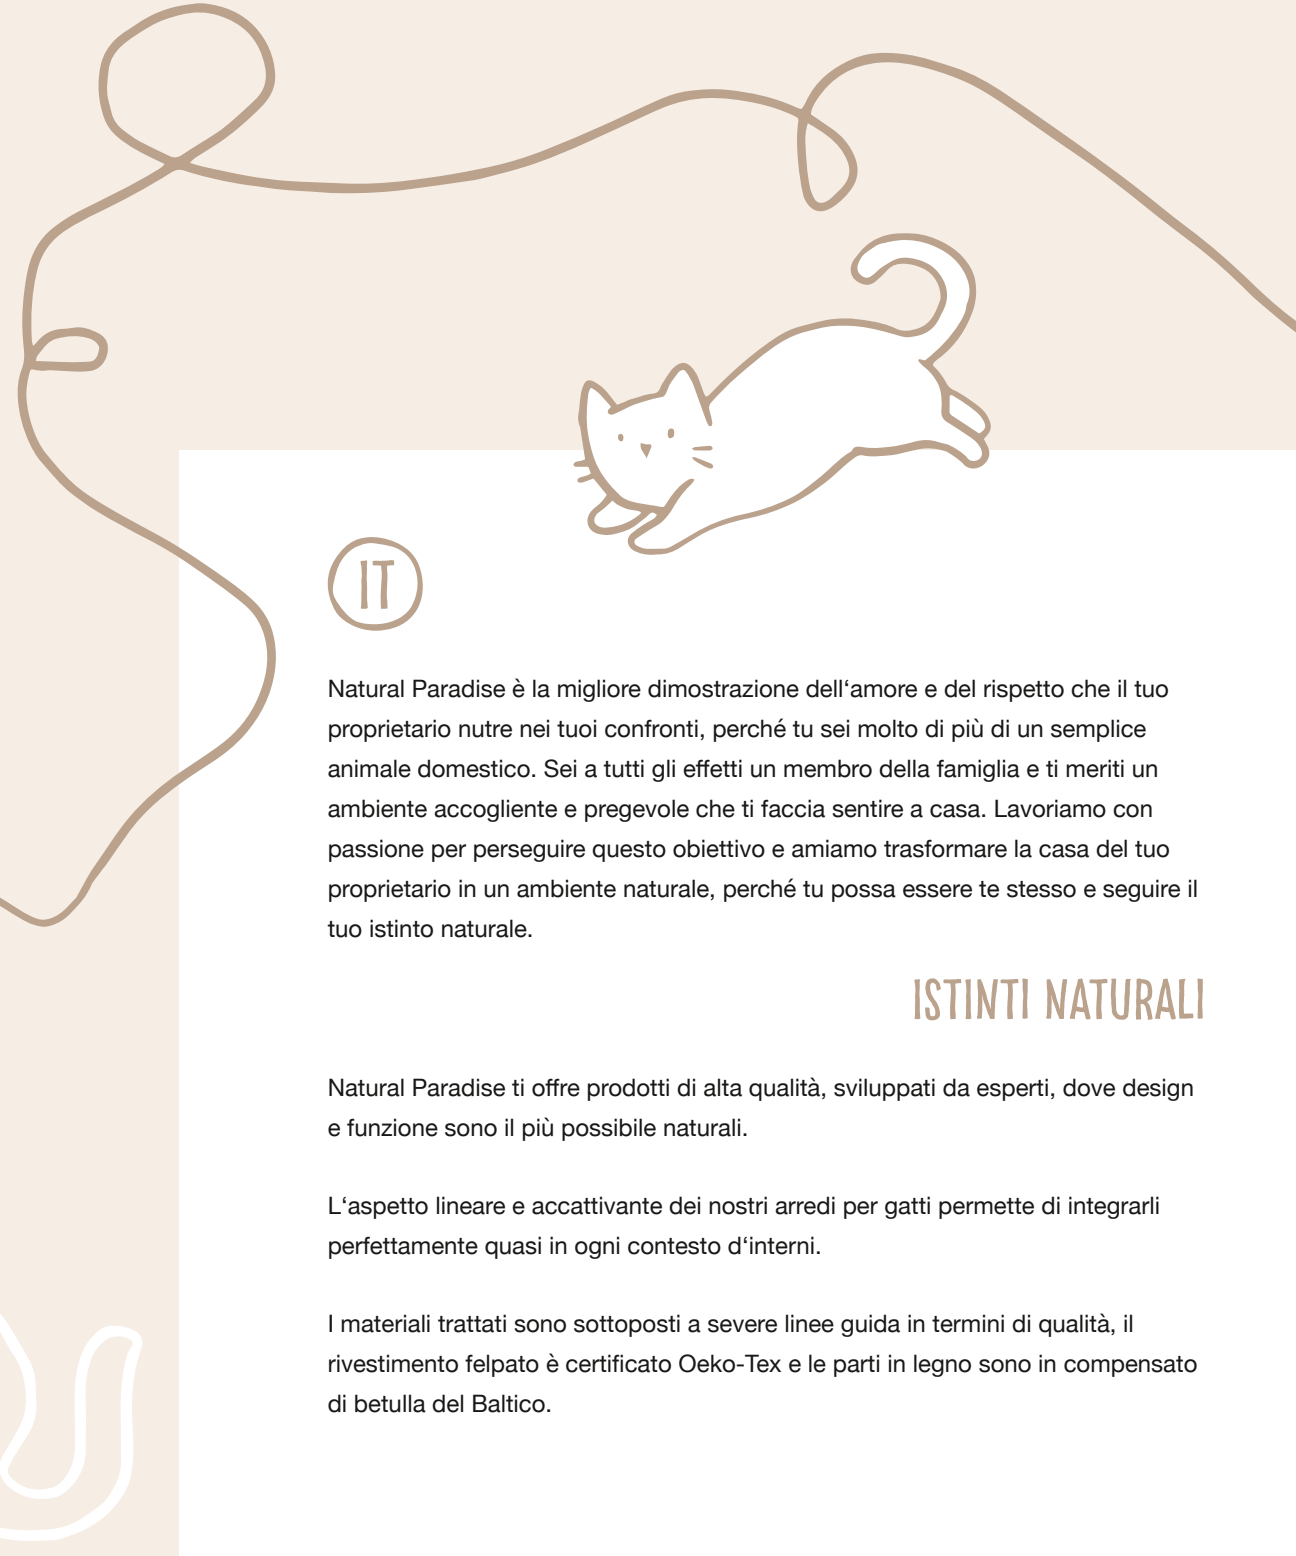 IT
Natural Paradise è la migliore dimostrazione dell‘amore e del rispetto che il tuo
proprietario nutre nei tuoi confronti, perché tu sei molto di più di un semplice
animale domestico. Sei a tutti gli effetti un membro della famiglia e ti meriti un
ambiente accogliente e pregevole che ti faccia sentire a casa. Lavoriamo con
passione per perseguire questo obiettivo e amiamo trasformare la casa del tuo
proprietario in un ambiente naturale, perché tu possa essere te stesso e seguire il
tuo istinto naturale.
ISTINTI NATURALI
Natural Paradise ti offre prodotti di alta qualità, sviluppati da esperti, dove design
e funzione sono il più possibile naturali.
L‘aspetto lineare e accattivante dei nostri arredi per gatti permette di integrarli
perfettamente quasi in ogni contesto d‘interni.
I materiali trattati sono sottoposti a severe linee guida in termini di qualità, il
rivestimento felpato è certificato Oeko-Tex e le parti in legno sono in compensato
di betulla del Baltico.